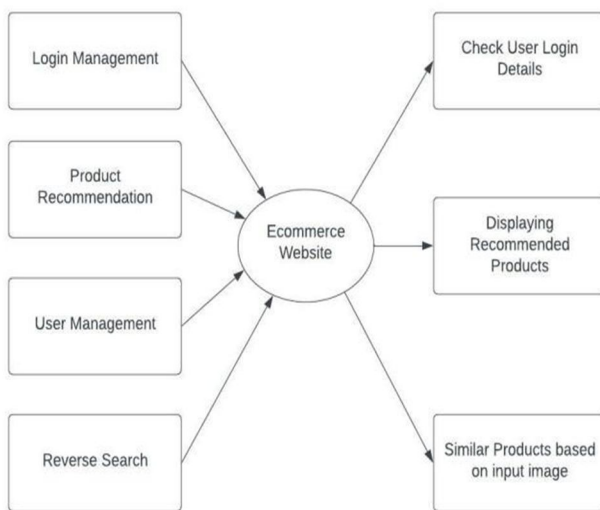 Login Management
Product
Recommendation
User Management
Reverse Search
Ecommerce
Website
Check User Login
Details
Displaying
Recommended
Products
Similar Products based
on input image